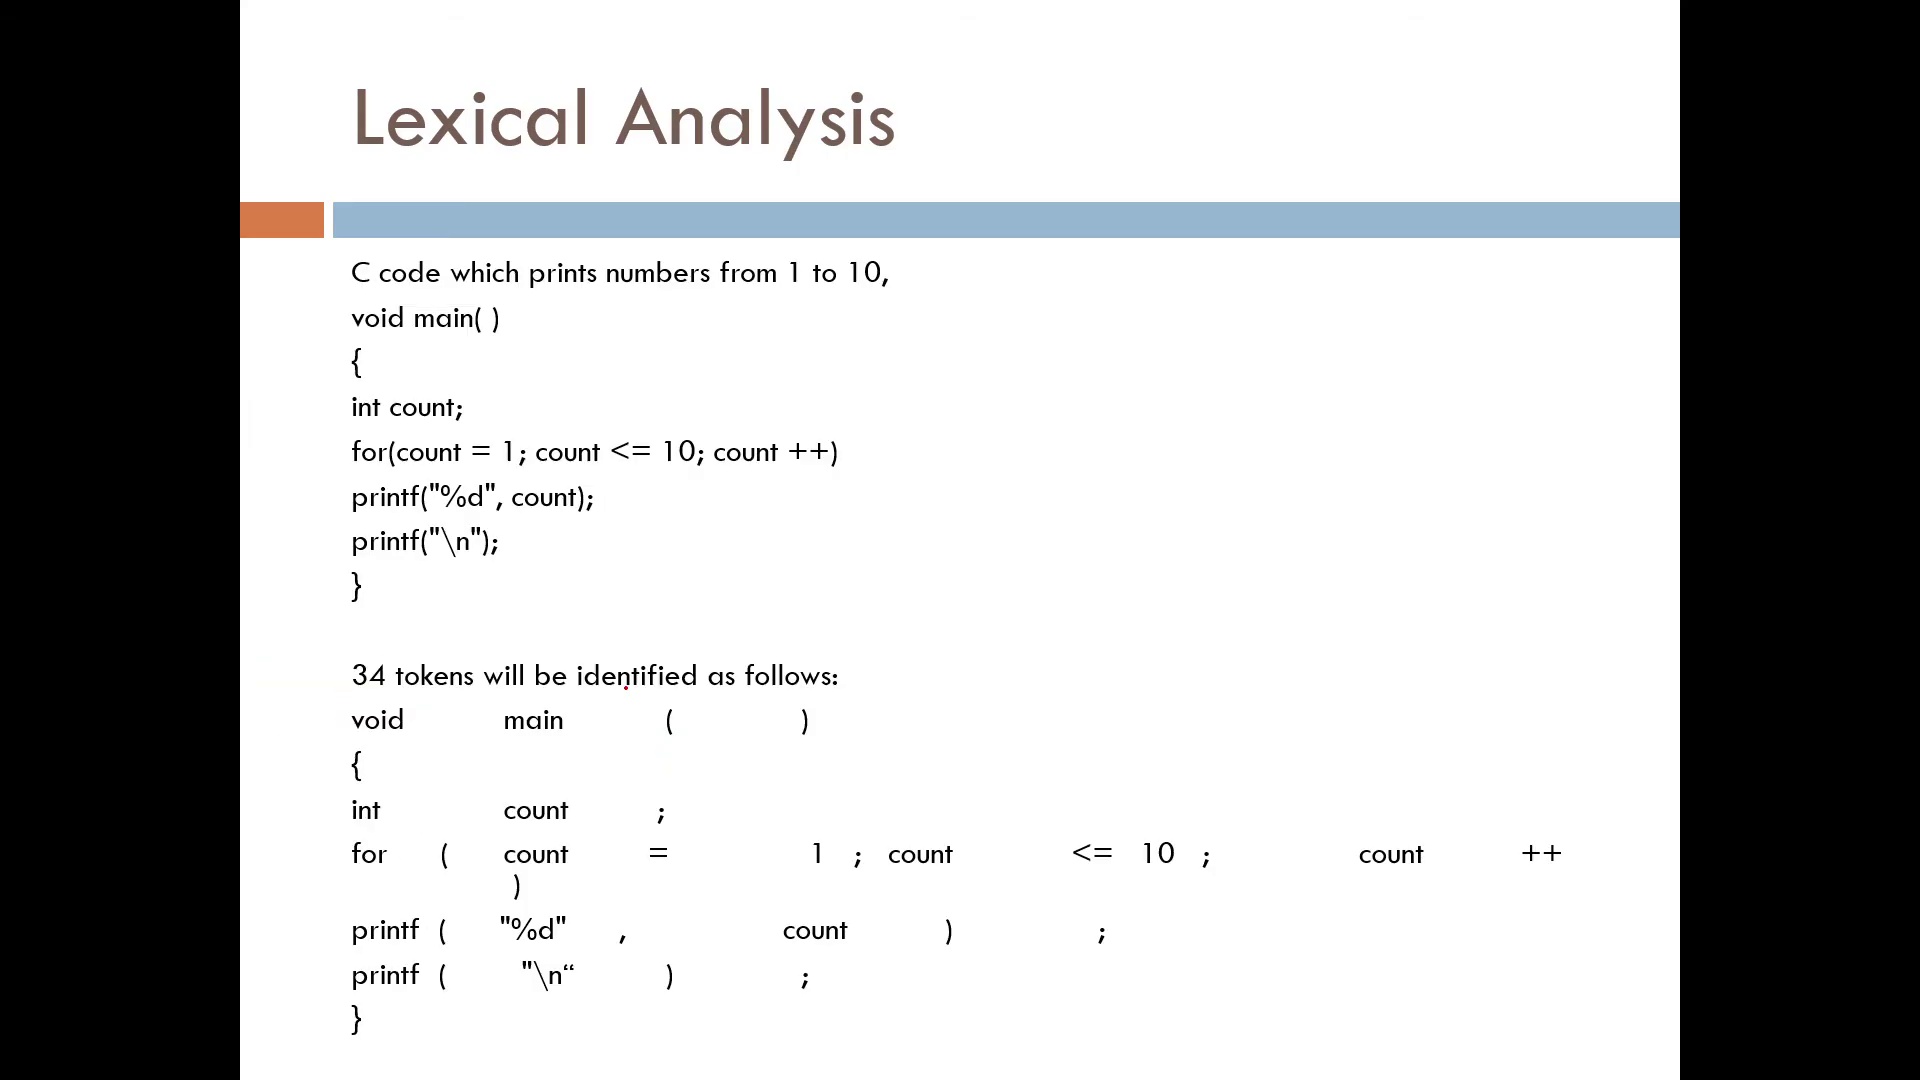 Lexical Analysis
C code which prints numbers from 1 to 10,
void main( )
{
int count;
for(count = 1; count <= 10; count ++)
printf("%d", count);
printf("\n");
}
34 tokens will be identified as follows:
void main ( )
{
int count ;
for ( count = 1 ; count <= 10 ; count ++
)
printf ( "%d" , count ) ;
printf ( "\n“ ) ;
}